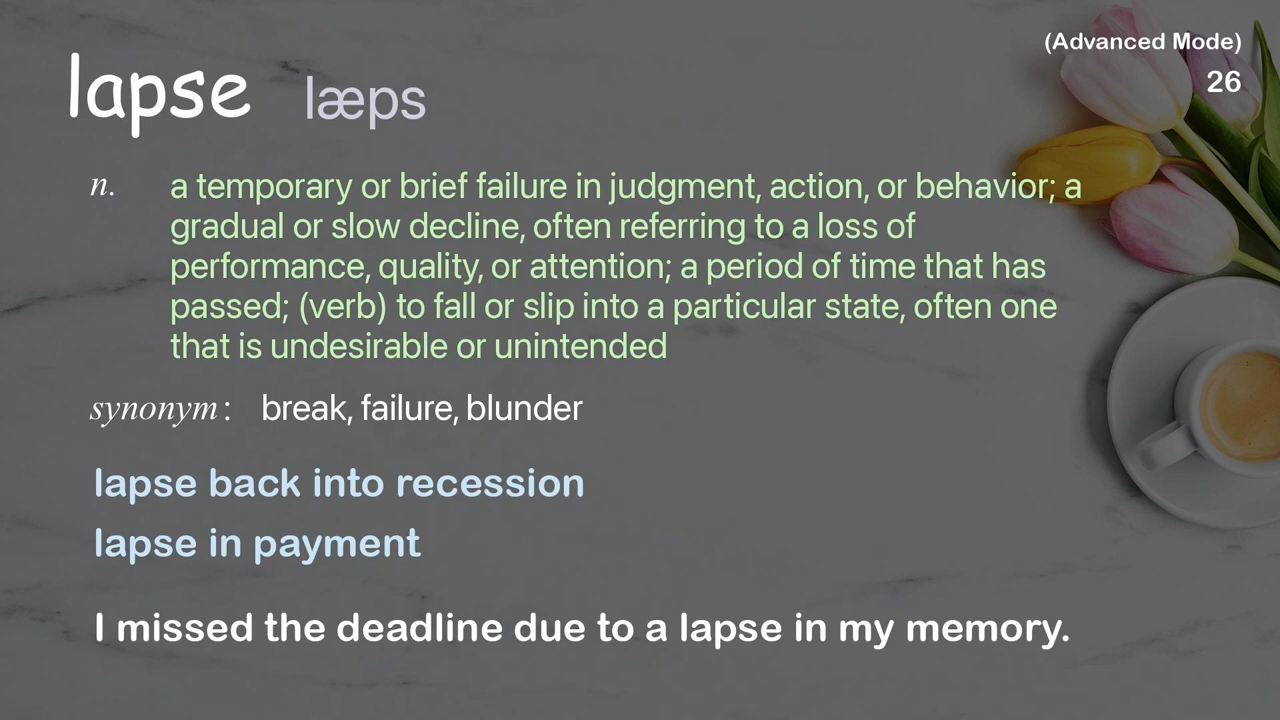 (Advanced Mode)
26
lapse læps
n. a temporary or brief failure in judgment, action, or behavior; a
gradual or slow decline, often referring to a loss of
performance, quality, or attention; a period of time that has
passed; (verb) to fall or slip into a particular state, often one
that is undesirable or unintended
synonym: break, failure, blunder
lapse back into recession
lapse in payment
I missed the deadline due to a lapse in my memory.